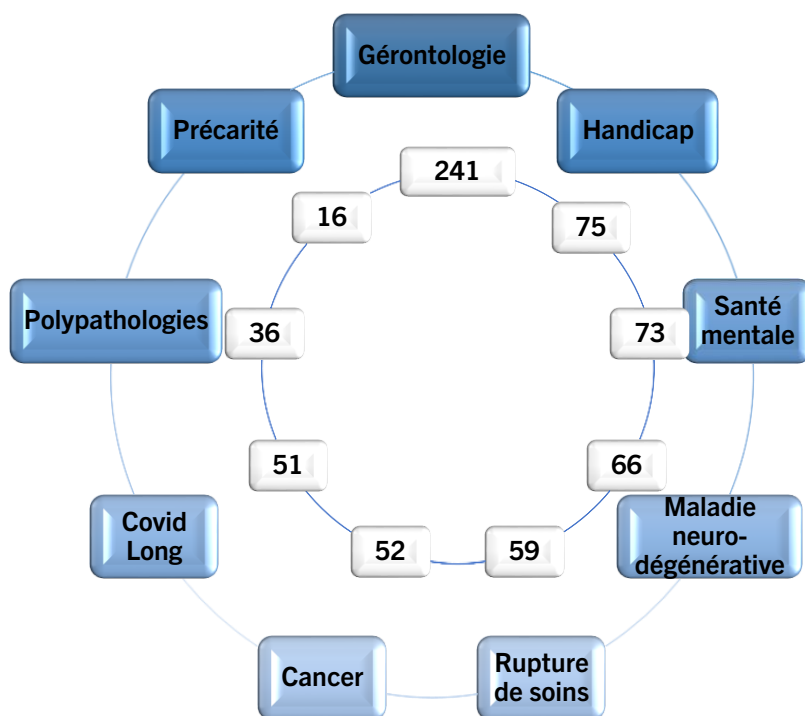 Gérontologie
Handicap
Santé
mentale
Maladie
neuro-
dégénérative
Rupture
de soins
Cancer
Covid
Long
Polypathologies
Précarité
241
75
73
66
59
52
51
36
16